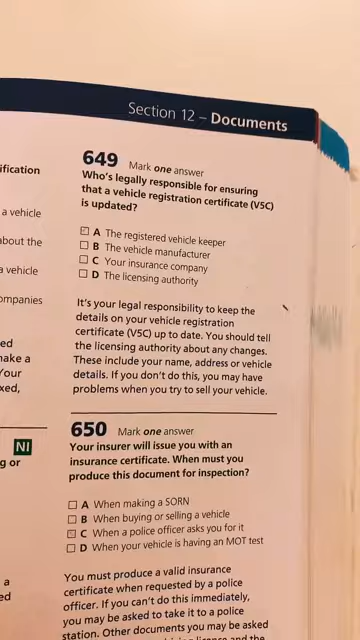 Section 12 – Documents
ification
a vehicle
about the
a vehicle
ompanies
ed
make a
Your
xed,
NI
g or
a
ed
649 Mark one answer
Who's legally responsible for ensuring
that a vehicle registration certificate (V5C)
is updated?
A The registered vehicle keeper
B The vehicle manufacturer
C Your insurance company
D The licensing authority
It's your legal responsibility to keep the
details on your vehicle registration
certificate (V5C) up to date. You should tell
the licensing authority about any changes.
These include your name, address or vehicle
details. If you don't do this, you may have
problems when you try to sell your vehicle.
650 Mark one answer
Your insurer will issue you with an
insurance certificate. When must you
produce this document for inspection?
A When making a SORN
B When buying or selling a vehicle
C When a police officer asks you for it
D When your vehicle is having an MOT test
You must produce a valid insurance
certificate when requested by a police
officer. If you can't do this immediately,
you may be asked to take it to a police
station. Other documents you may be asked
licence and the